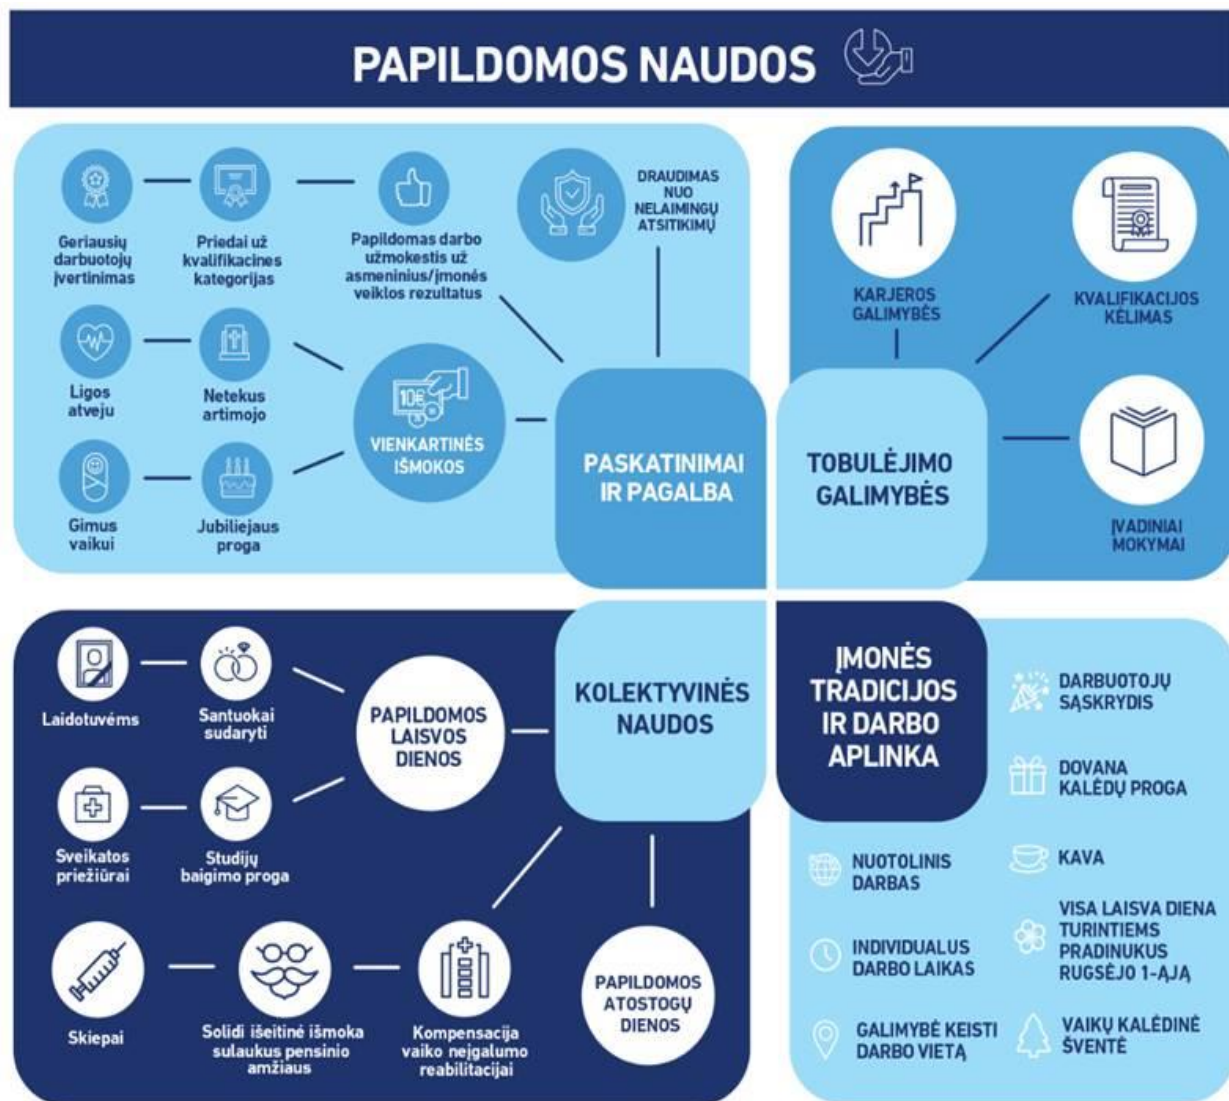 PAPILDOMOS NAUDOS
Geriausių
darbuotojų
įvertinimas
Priedai už
kvalifikacines
kategorijas
Papildomas darbo
užmokestis už
asmeninius/įmonės
veiklos rezultatus
DRAUDIMAS
NUO
NELAIMINGŲ
ATSITIKIMŲ
Ligos
atveju
Netekus
artimojo
10€
VIENKARTINĖS
IŠMOKOS
Gimus
vaikui
Jubiliejaus
proga
PASKATINIMAI
IR PAGALBA
KARJEROS
GALIMYBĖS
KVALIFIKACIJOS
KĖLIMAS
TOBULĖJIMO
GALIMYBĖS
ĮVADINIAI
MOKYMAI
Laidotuvėms
Santuokai
sudaryti
PAPILDOMOS
LAISVOS
DIENOS
KOLEKTYVINĖS
NAUDOS
Sveikatos
priežiūrai
Studijų
baigimo proga
Skiepai
Solidi išeitinė išmoka
sulaukus pensinio
amžiaus
Kompensacija
vaiko neįgalumo
reabilitacijai
PAPILDOMOS
ATOSTOGŲ
DIENOS
ĮMONĖS
TRADICIJOS
IR DARBO
APLINKA
DARBUOTOJŲ
SĄSKRYDIS
DOVANA
KALĖDŲ PROGA
NUOTOLINIS
DARBAS
KAVA
INDIVIDUALUS
DARBO LAIKAS
VISA LAISVA DIENA
TURINTIEMS
PRADINUKUS
RUGSĖJO 1-ĄJĄ
GALIMYBĖ KEISTI
DARBO VIETĄ
VAIKŲ KALĖDINĖ
ŠVENTĖ